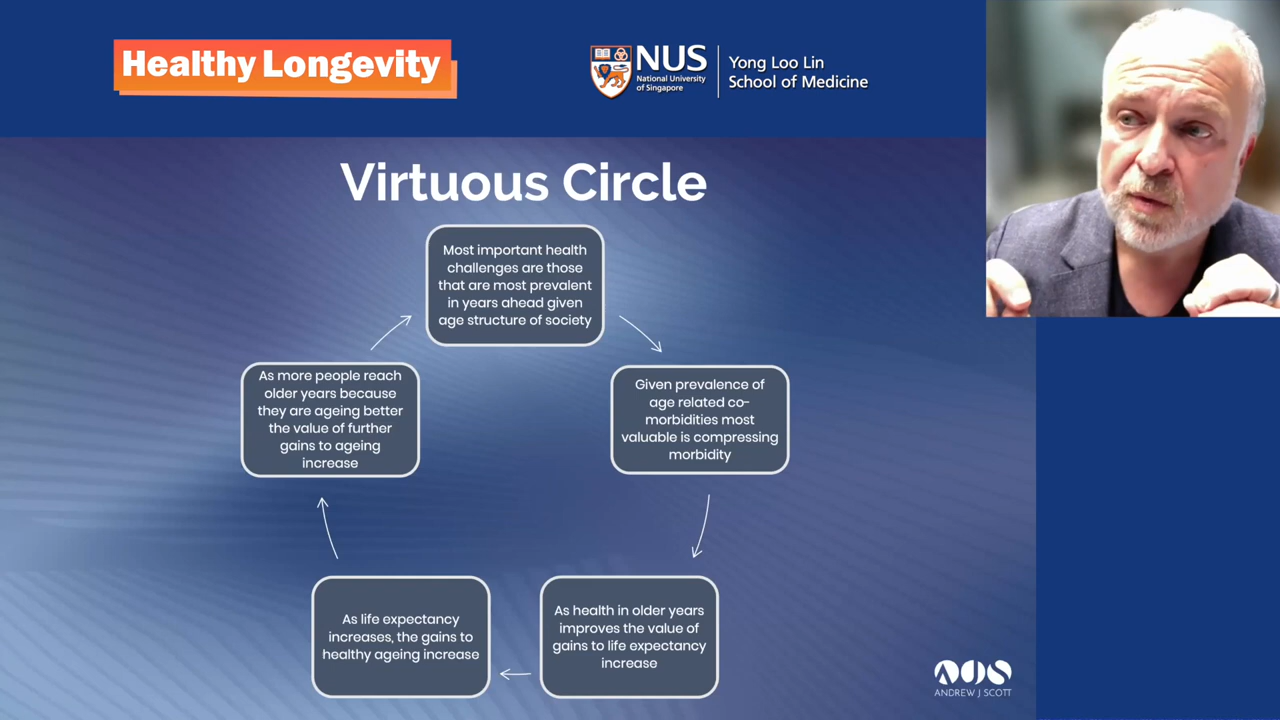 Healthy Longevity
NUS
National University
of Singapore
Yong Loo Lin
School of Medicine
Virtuous Circle
Most important health
challenges are those
that are most prevalent
in years ahead given
age structure of society
Given prevalence of
age related co-
morbidities most
valuable is compressing
morbidity
As health in older years
improves the value of
gains to life expectancy
increase
As life expectancy
increases, the gains to
healthy ageing increase
As more people reach
older years because
they are ageing better
the value of further
gains to ageing
increase
AJS
ANDREW J SCOTT